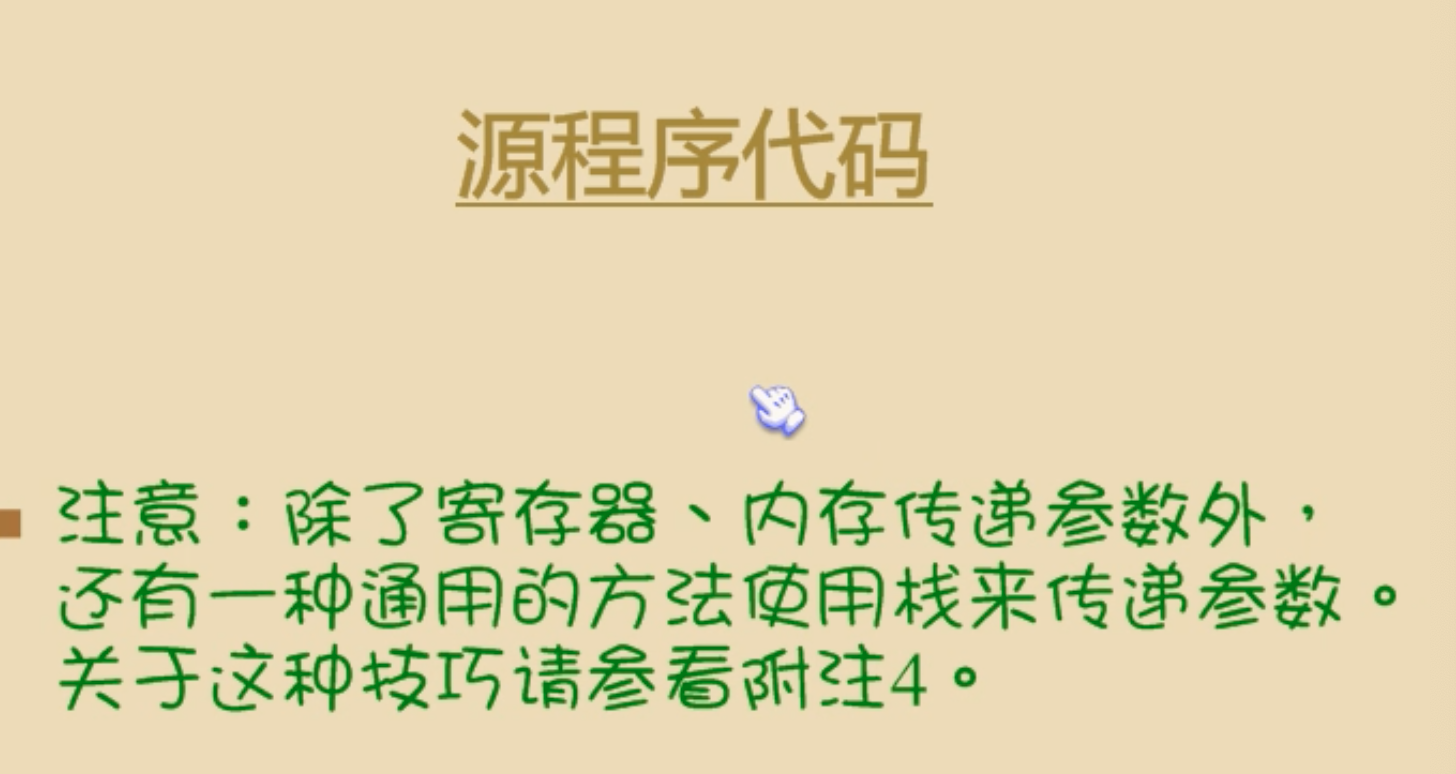 源程序代码
注意：除了寄存器、内存传递参数外，
还有一种通用的方法使用栈来传递参数。
关于这种技巧请参看附注4。